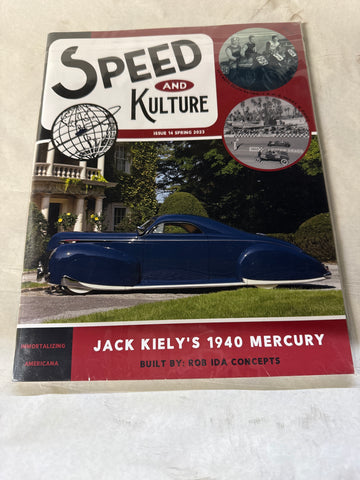 SPEED
AND
KULTURE
ISSUE 14 SPRING 2023
IMMORTALIZING
AMERICANA
JACK KIELY'S 1940 MERCURY
BUILT BY: ROB IDA CONCEPTS